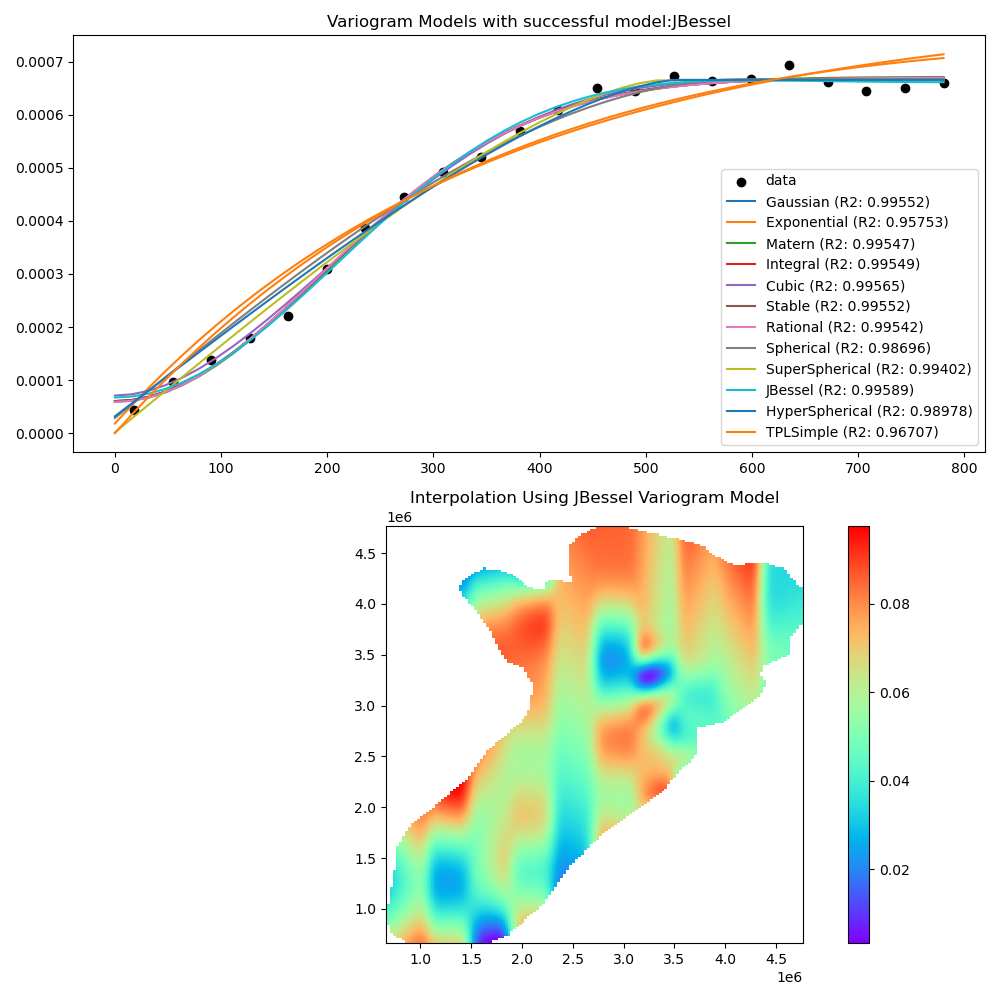 Variogram Models with successful model:JBessel
0.0007
0.0006
0.0005
0.0004
0.0003
0.0002
0.0001
0.0000
data
Gaussian (R2: 0.99552)
Exponential (R2: 0.95753)
Matern (R2: 0.99547)
Integral (R2: 0.99549)
Cubic (R2: 0.99565)
Stable (R2: 0.99552)
Rational (R2: 0.99542)
Spherical (R2: 0.98696)
SuperSpherical (R2: 0.99402)
JBessel (R2: 0.99589)
HyperSpherical (R2: 0.98978)
TPLSimple (R2: 0.96707)
0 100 200 300 400 500 600 700 800
Interpolation Using JBessel Variogram Model
1e6
4.5
4.0
3.5
3.0
2.5
2.0
1.5
1.0
1.0 1.5 2.0 2.5 3.0 3.5 4.0 4.5
1e6
0.08
0.06
0.04
0.02